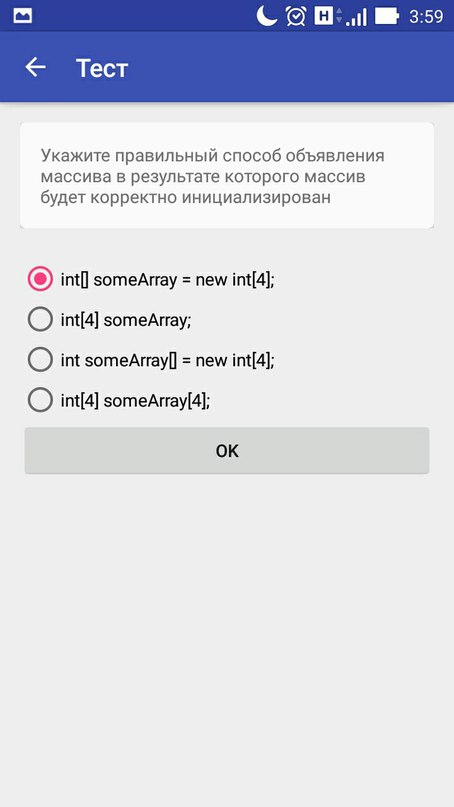 3:59
Тест
Укажите правильный способ объявления
массива в результате которого массив
будет корректно инициализирован
int[] someArray = new int[4];
int[4] someArray;
int someArray[] = new int[4];
int[4] someArray[4];
OK